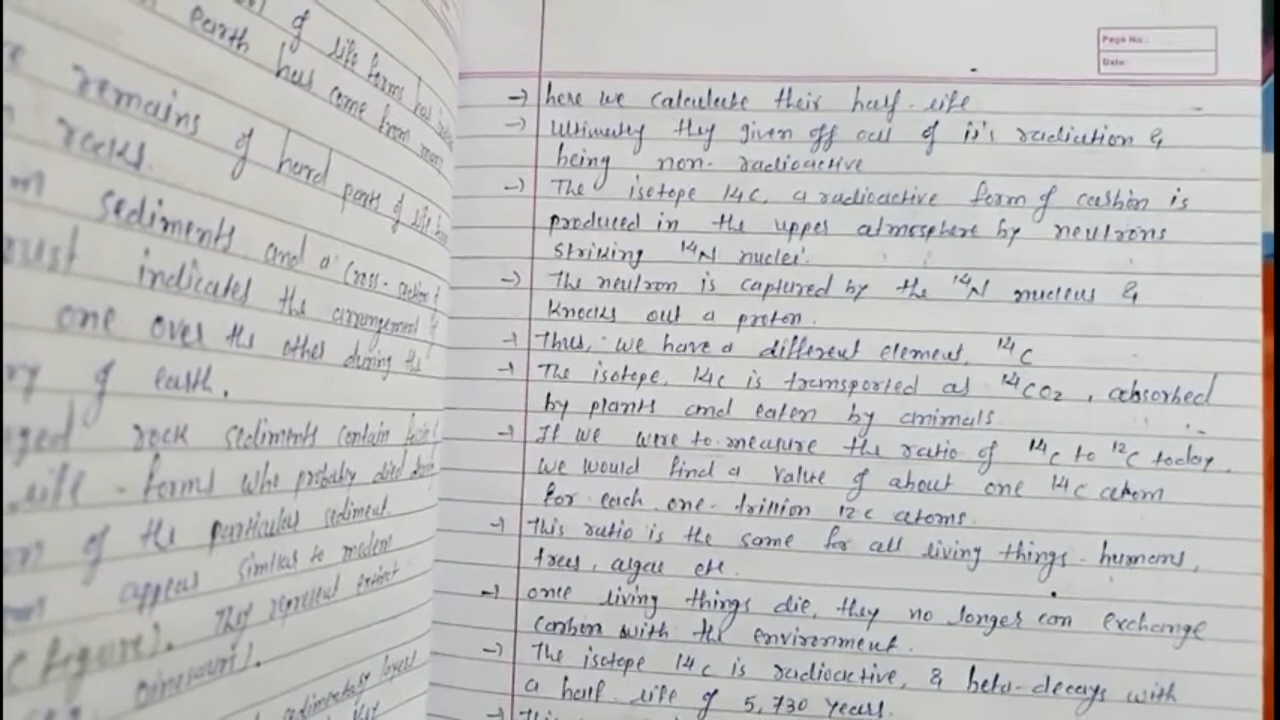 of life forms has
earth has come from many
remains of hard parts of life
rocks.
sediments and a cross-section of
indicates the arrangement of
one over the other during the
of earth.
rock sediments contain
life-forms who probably died
of the particular sediment.
appear similar to modern
(figure). They represent extinct
Dinosaurs).
sedimentary layers
Page No.:
Date:
→ here we calculate their half-life
→ Ultimately they given off out of it's radiation &
being non-radioactive
→ The isotope 14C, a radioactive form of carbon is
produced in the upper atmosphere by neutrons
striking ¹⁴N nuclei.
→ The neutron is captured by the ¹⁴N nucleus &
knocks out a proton.
→ Thus, we have a different element, ¹⁴C
→ The isotope, 14C is transported as ¹⁴CO2, absorbed
by plants and eaten by animals.
→ If we were to measure the ratio of ¹⁴C to ¹²C today,
we would find a value of about one ¹⁴C atom
for each one-trillion 12C atoms.
→ This ratio is the same for all living things - humans,
trees, algae etc.
→ once living things die, they no longer can exchange
Carbon with the environment.
→ The isotope 14C is radioactive, & beta-decays with
a half-life of 5,730 years.